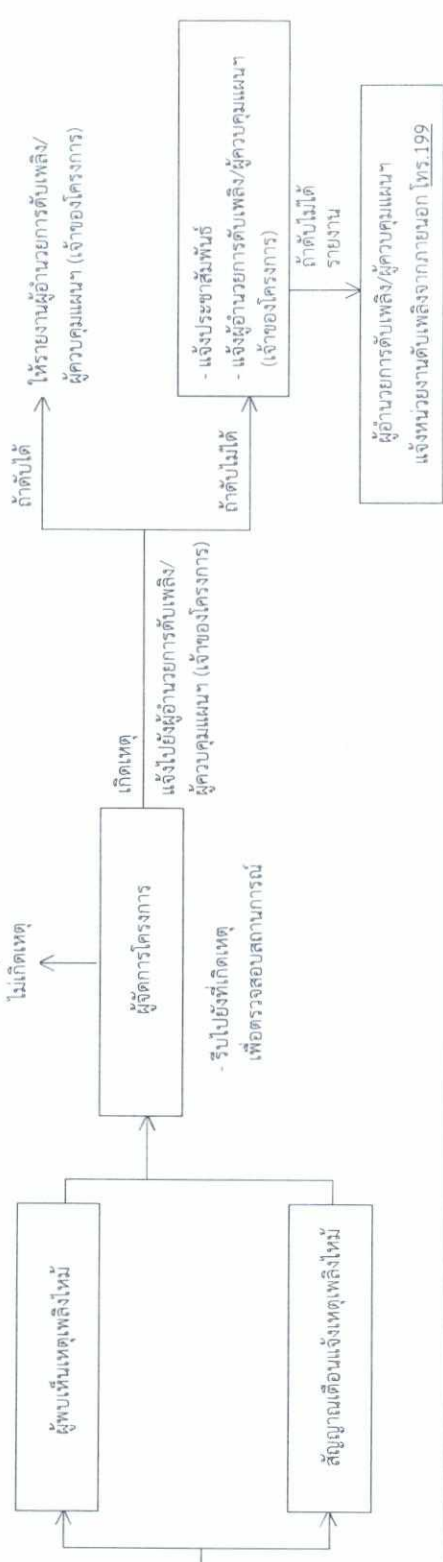 ผู้พบเห็นเหตุเพลิงไหม้
สัญญาณเตือนแจ้งเหตุเพลิงไหม้
ไม่เกิดเหตุ
ผู้จัดการโครงการ
- รีบไปยังที่เกิดเหตุ
เพื่อตรวจสอบสถานการณ์
เกิดเหตุ
แจ้งไปยังผู้อำนวยการดับเพลิง/
ผู้ควบคุมแผนฯ (เจ้าของโครงการ)
ถ้าดับได้
ให้รายงานผู้อำนวยการดับเพลิง/
ผู้ควบคุมแผนฯ (เจ้าของโครงการ)
ถ้าดับไม่ได้
- แจ้งประชาสัมพันธ์
- แจ้งผู้อำนวยการดับเพลิง/ผู้ควบคุมแผนฯ
(เจ้าของโครงการ)
ถ้าดับไม่ได้
รายงาน
ผู้อำนวยการดับเพลิง/ผู้ควบคุมแผนฯ
แจ้งหน่วยงานดับเพลิงจากภายนอก โทร.199